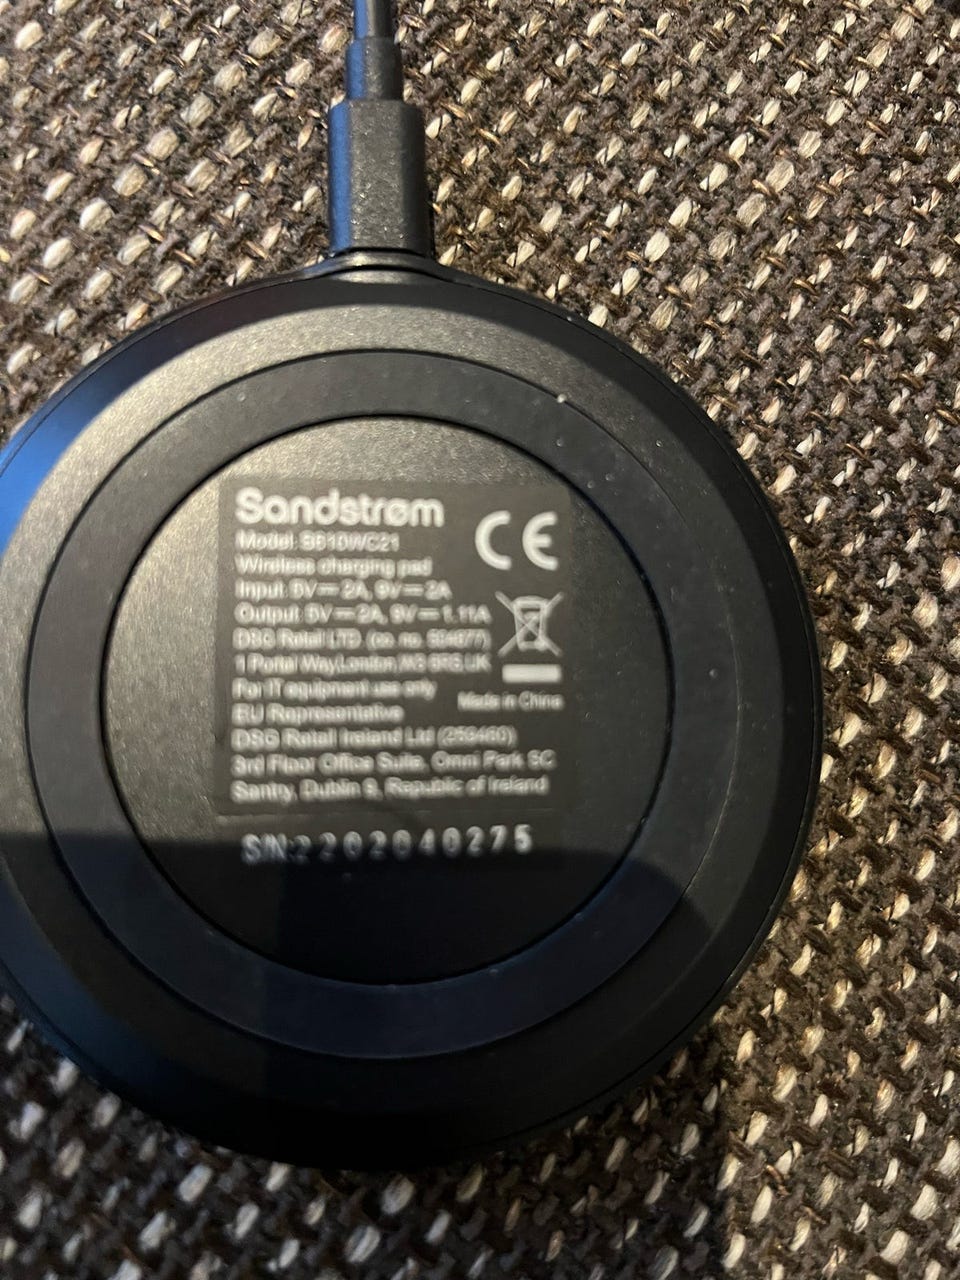 Sandstrøm
CE
Model: S610WC21
Wireless charging pad
Input: 5V⎓2A, 9V⎓2A
Output: 5V⎓2A, 9V⎓1.11A
DSG Retail LTD. (co. no. 504877)
1 Portal Way, London, W3 6RS, UK
For IT equipment use only
Made in China
EU Representative
DSG Retail Ireland Ltd (259460)
3rd Floor Office Suite, Omni Park SC
Santry, Dublin 9, Republic of Ireland
S/N:2202040275